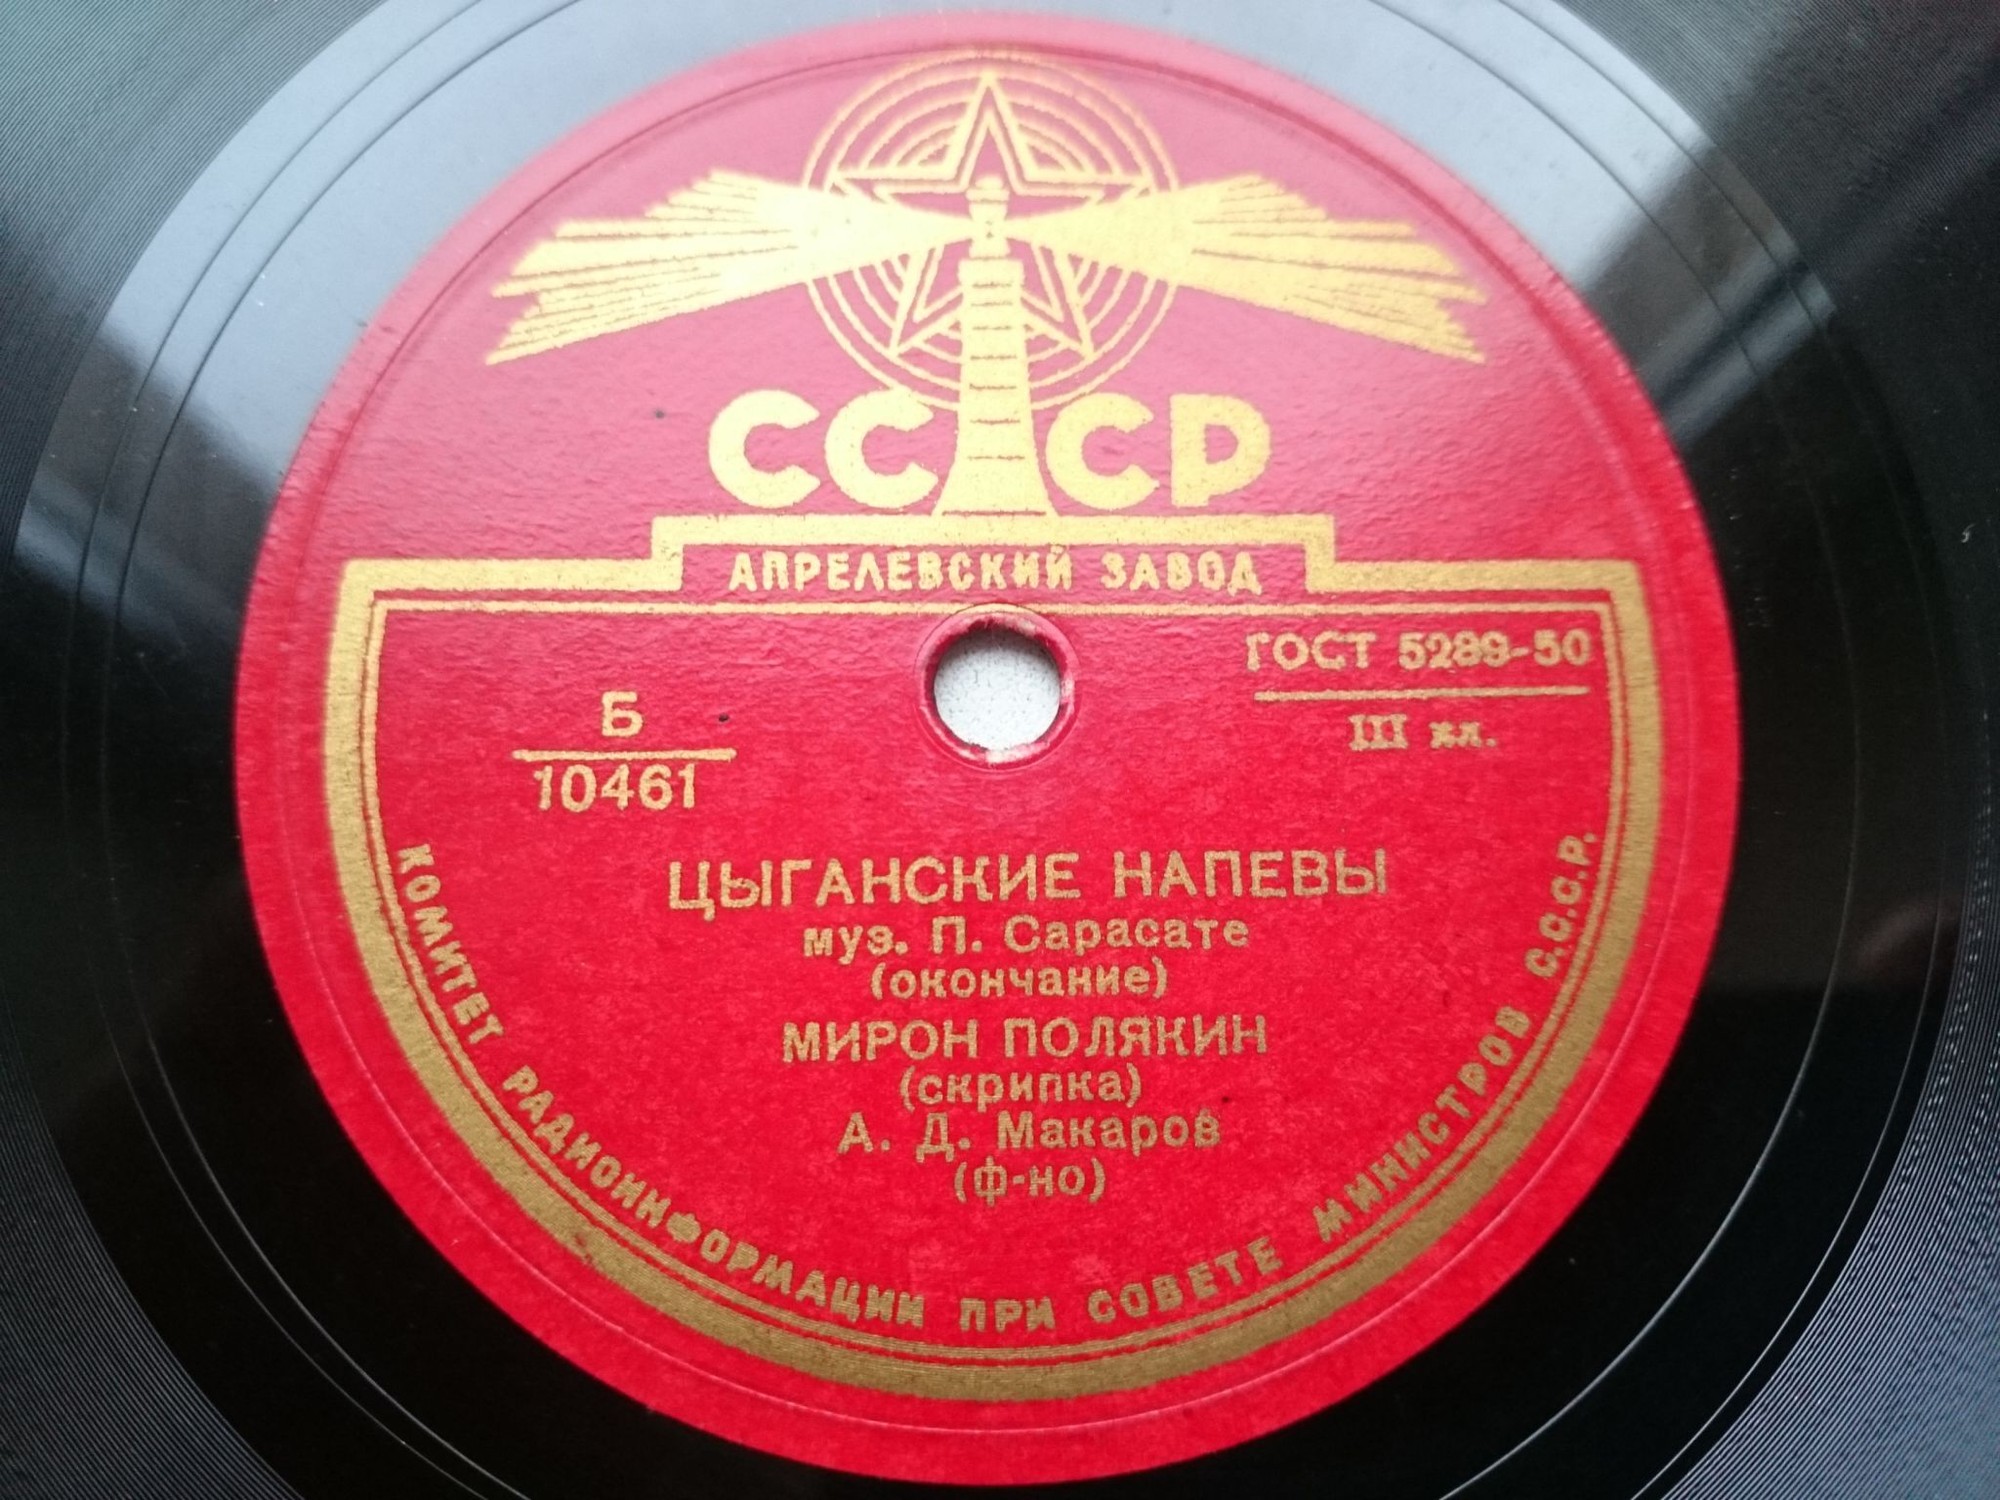 СССР
АПРЕЛЕВСКИЙ ЗАВОД
ГОСТ 5289-50
III кл.
Б
10461
ЦЫГАНСКИЕ НАПЕВЫ
муз. П. Сарасате
(окончание)
МИРОН ПОЛЯКИН
(скрипка)
А. Д. Макаров
(ф-но)
КОМИТЕТ РАДИОИНФОРМАЦИИ ПРИ СОВЕТЕ МИНИСТРОВ С.С.С.Р.